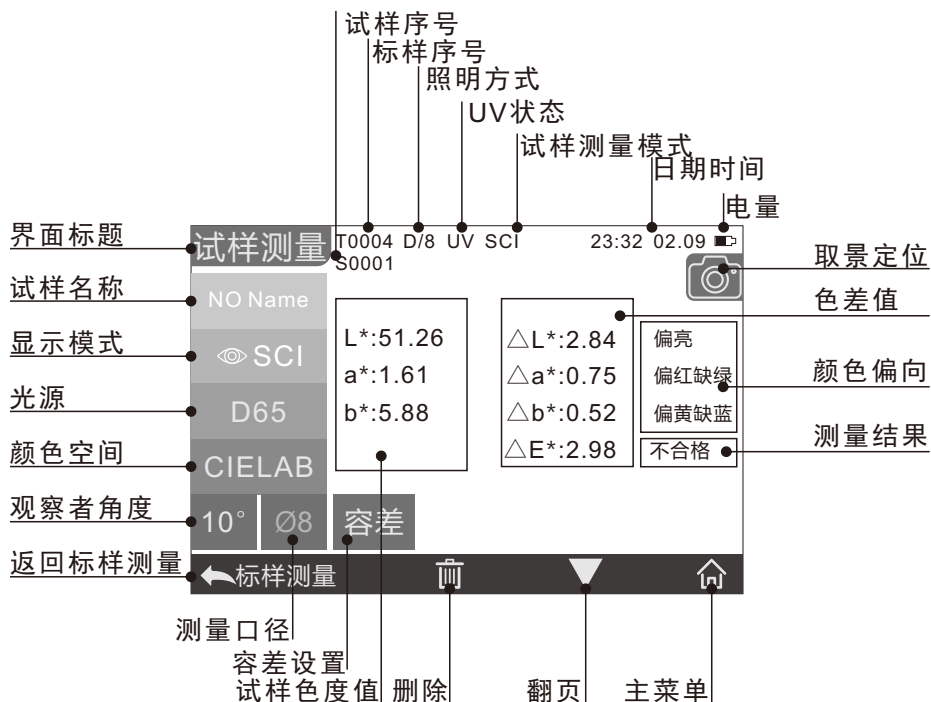 试样序号
标样序号
照明方式
UV状态
试样测量模式
日期时间
电量
界面标题
试样测量
T0004 D/8 UV SCI 23:32 02.09
S0001
取景定位
试样名称
NO Name
色差值
显示模式
SCI
L*:51.26
a*:1.61
b*:5.88
△L*:2.84
△a*:0.75
△b*:0.52
△E*:2.98
偏亮
偏红缺绿
偏黄缺蓝
不合格
颜色偏向
测量结果
光源
D65
颜色空间
CIELAB
观察者角度
10° Ø8 容差
返回标样测量
标样测量
测量口径
容差设置
试样色度值
删除
翻页
主菜单